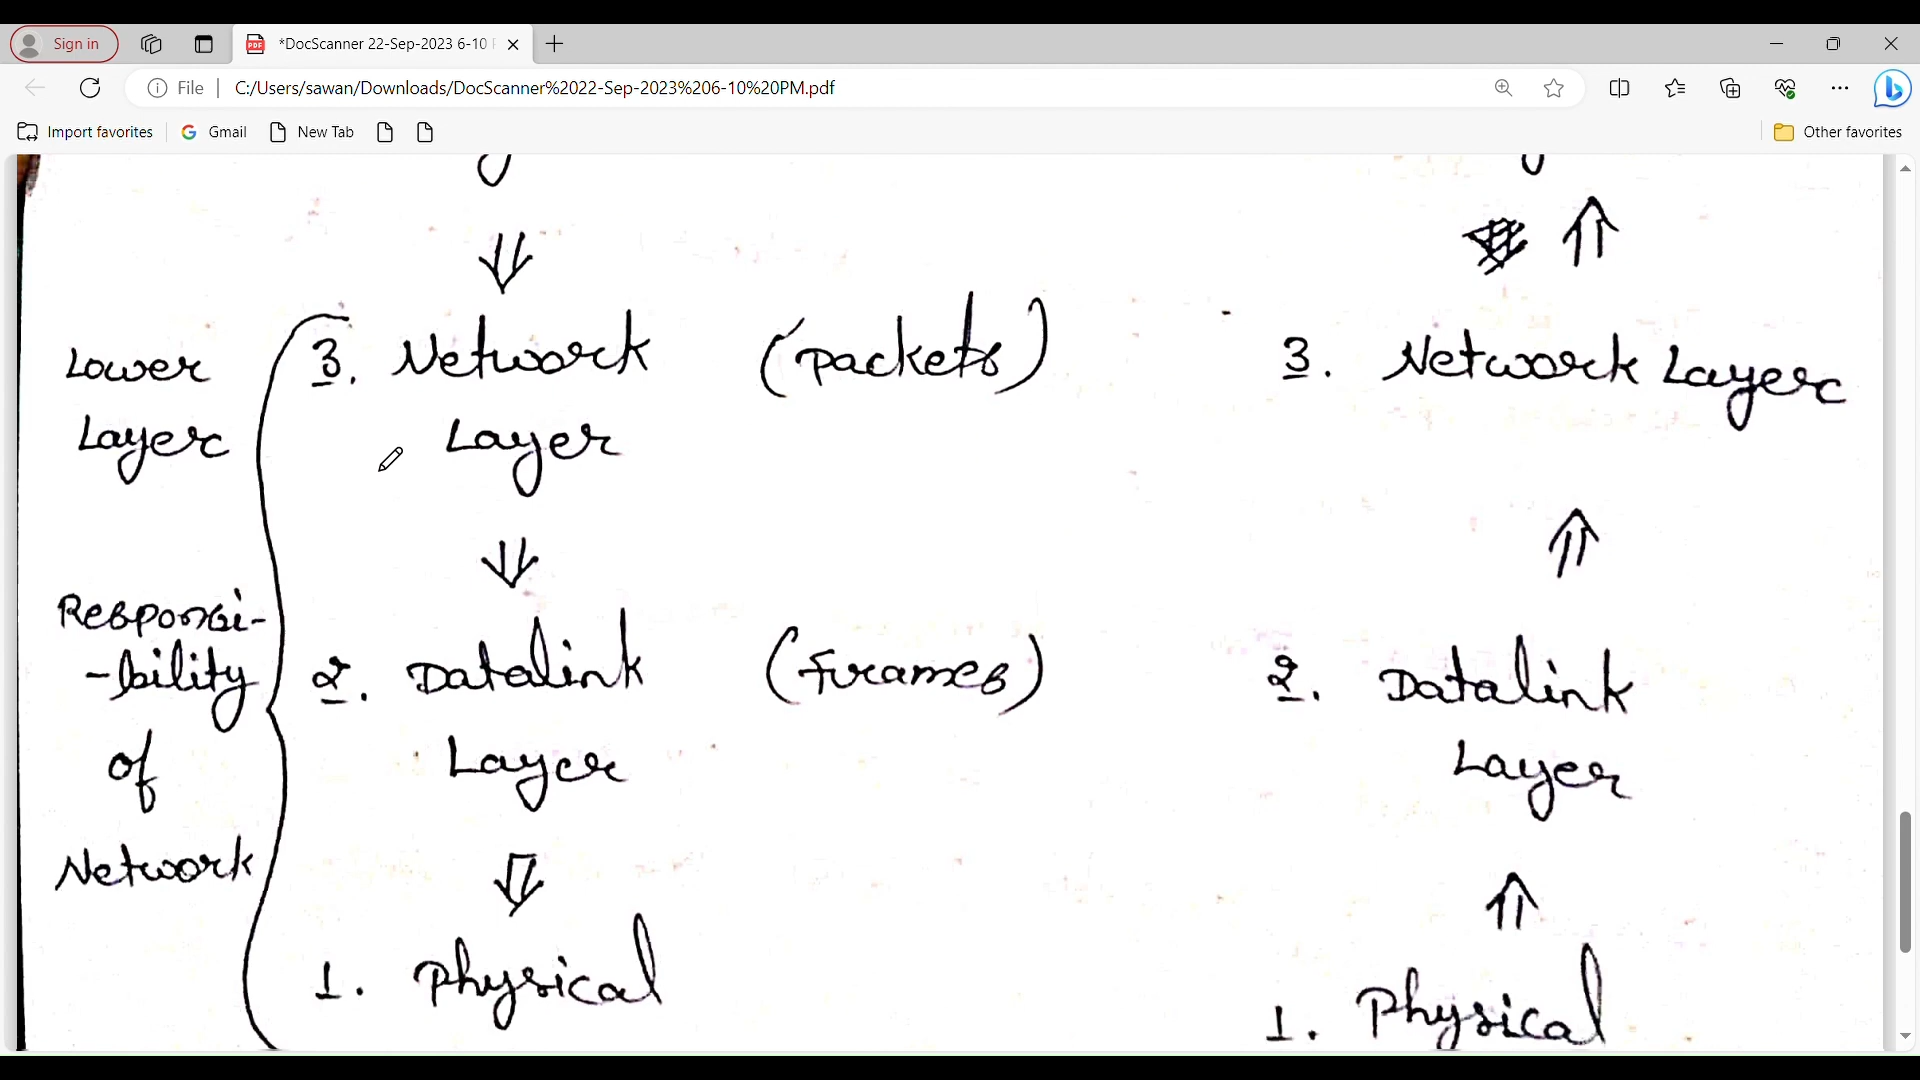 Sign in
*DocScanner 22-Sep-2023 6-10
File
C:/Users/sawan/Downloads/DocScanner%2022-Sep-2023%206-10%20PM.pdf
Import favorites
Gmail
New Tab
Other favorites
Lower
Layer
3. Network (packets)
Layer
3. Network Layer
Responsi-
-bility
of
Network
2. Datalink (frames)
Layer
2. Datalink
Layer
1. Physical
1. Physical